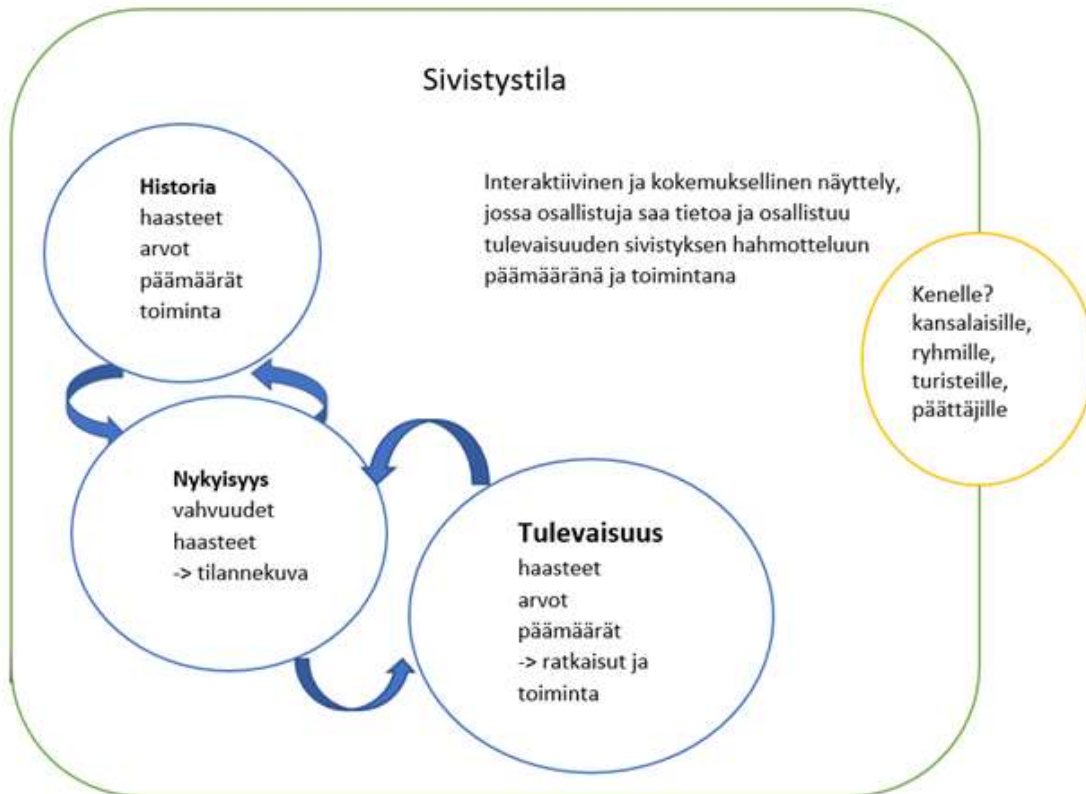 Sivistystila
Historia
haasteet
arvot
päämäärät
toiminta
Interaktiivinen ja kokemuksellinen näyttely,
jossa osallistuja saa tietoa ja osallistuu
tulevaisuuden sivistyksen hahmotteluun
päämääränä ja toimintana
Kenelle?
kansalaisille,
ryhmille,
turisteille,
päättäjille
Nykyisyys
vahvuudet
haasteet
-> tilannekuva
Tulevaisuus
haasteet
arvot
päämäärät
-> ratkaisut ja
toiminta